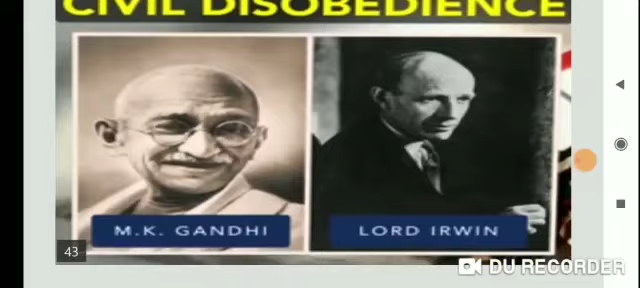 CIVIL DISOBEDIENCE
M.K. GANDHI
LORD IRWIN
43
DU RECORDER